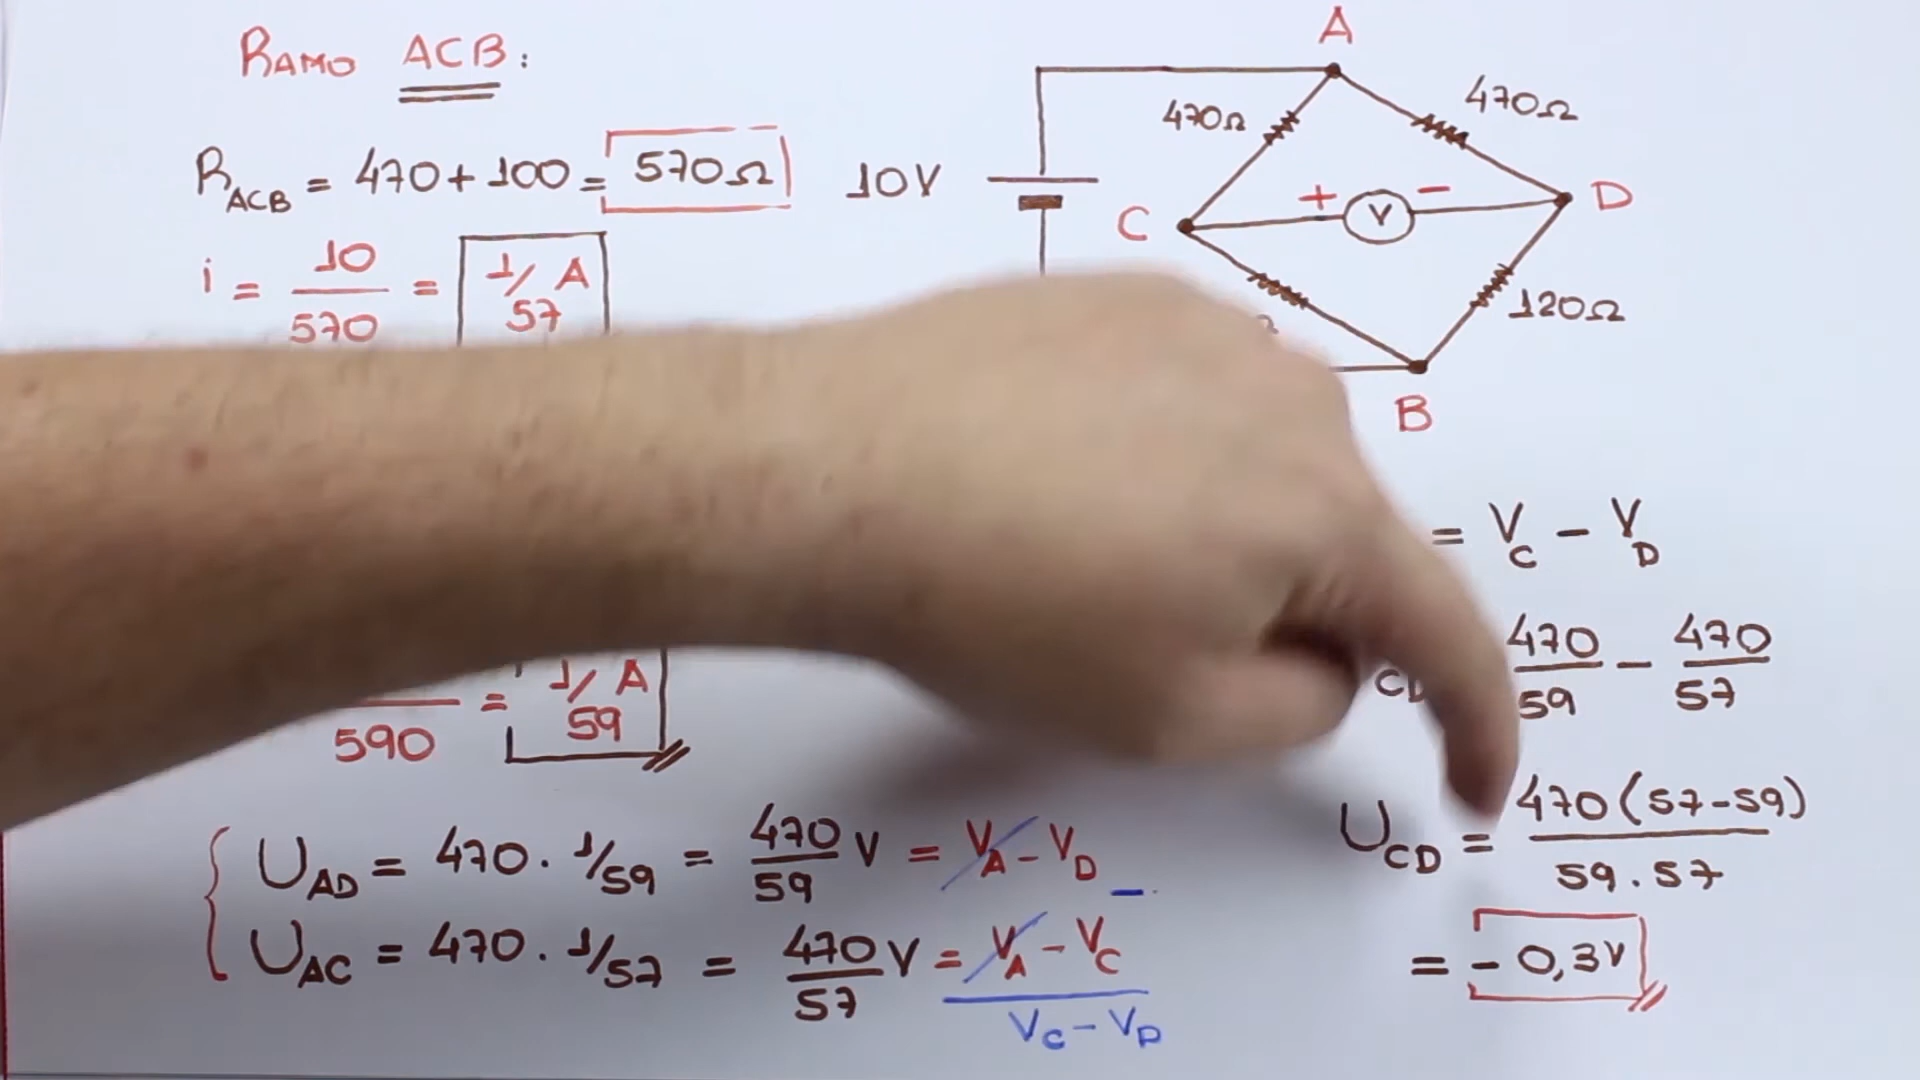 RAMO ACB:
R_ACB = 470 + 100 = 570Ω
i = 10/570 = 1/57 A
590 = 1/59 A
{ U_AD = 470 . 1/59 = 470/59 V = V_A - V_D
U_AC = 470 . 1/57 = 470/57 V = V_A - V_C
V_C - V_D
A
470Ω
470Ω
10V
C
+
V
-
D
Ω
120Ω
B
= V_C - V_D
CD 470/59 - 470/57
U_CD = 470(57-59)/59.57
= -0,3V